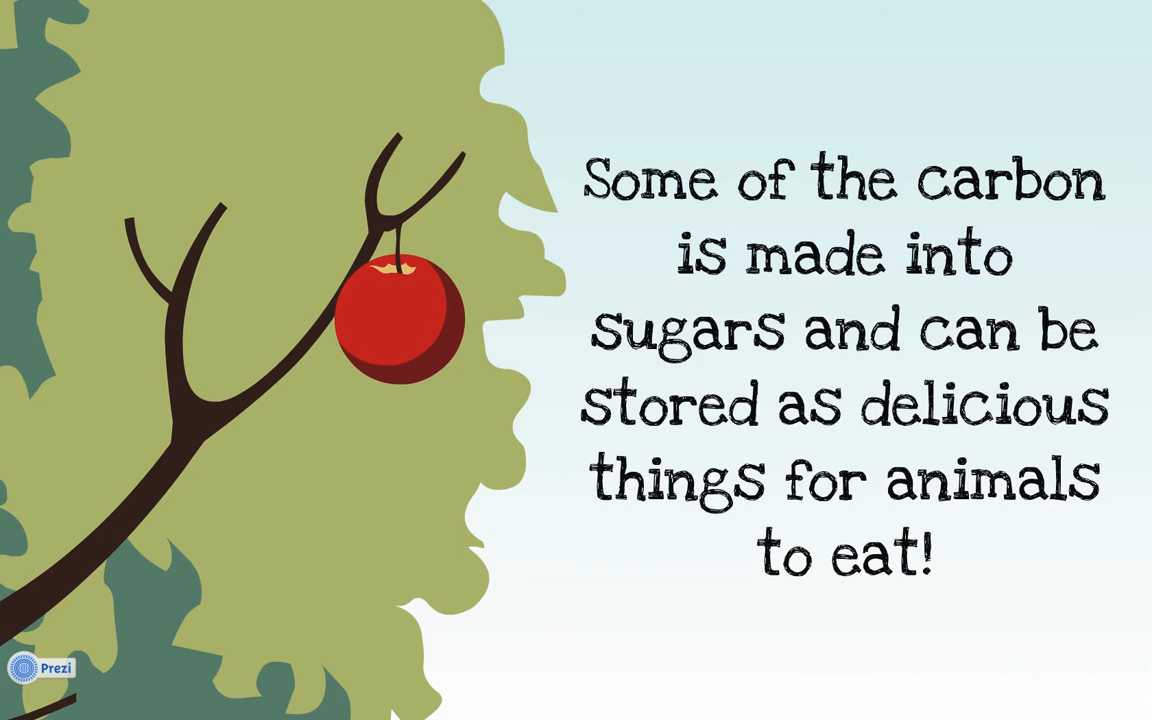 Some of the carbon
is made into
sugars and can be
stored as delicious
things for animals
to eat!
Prezi